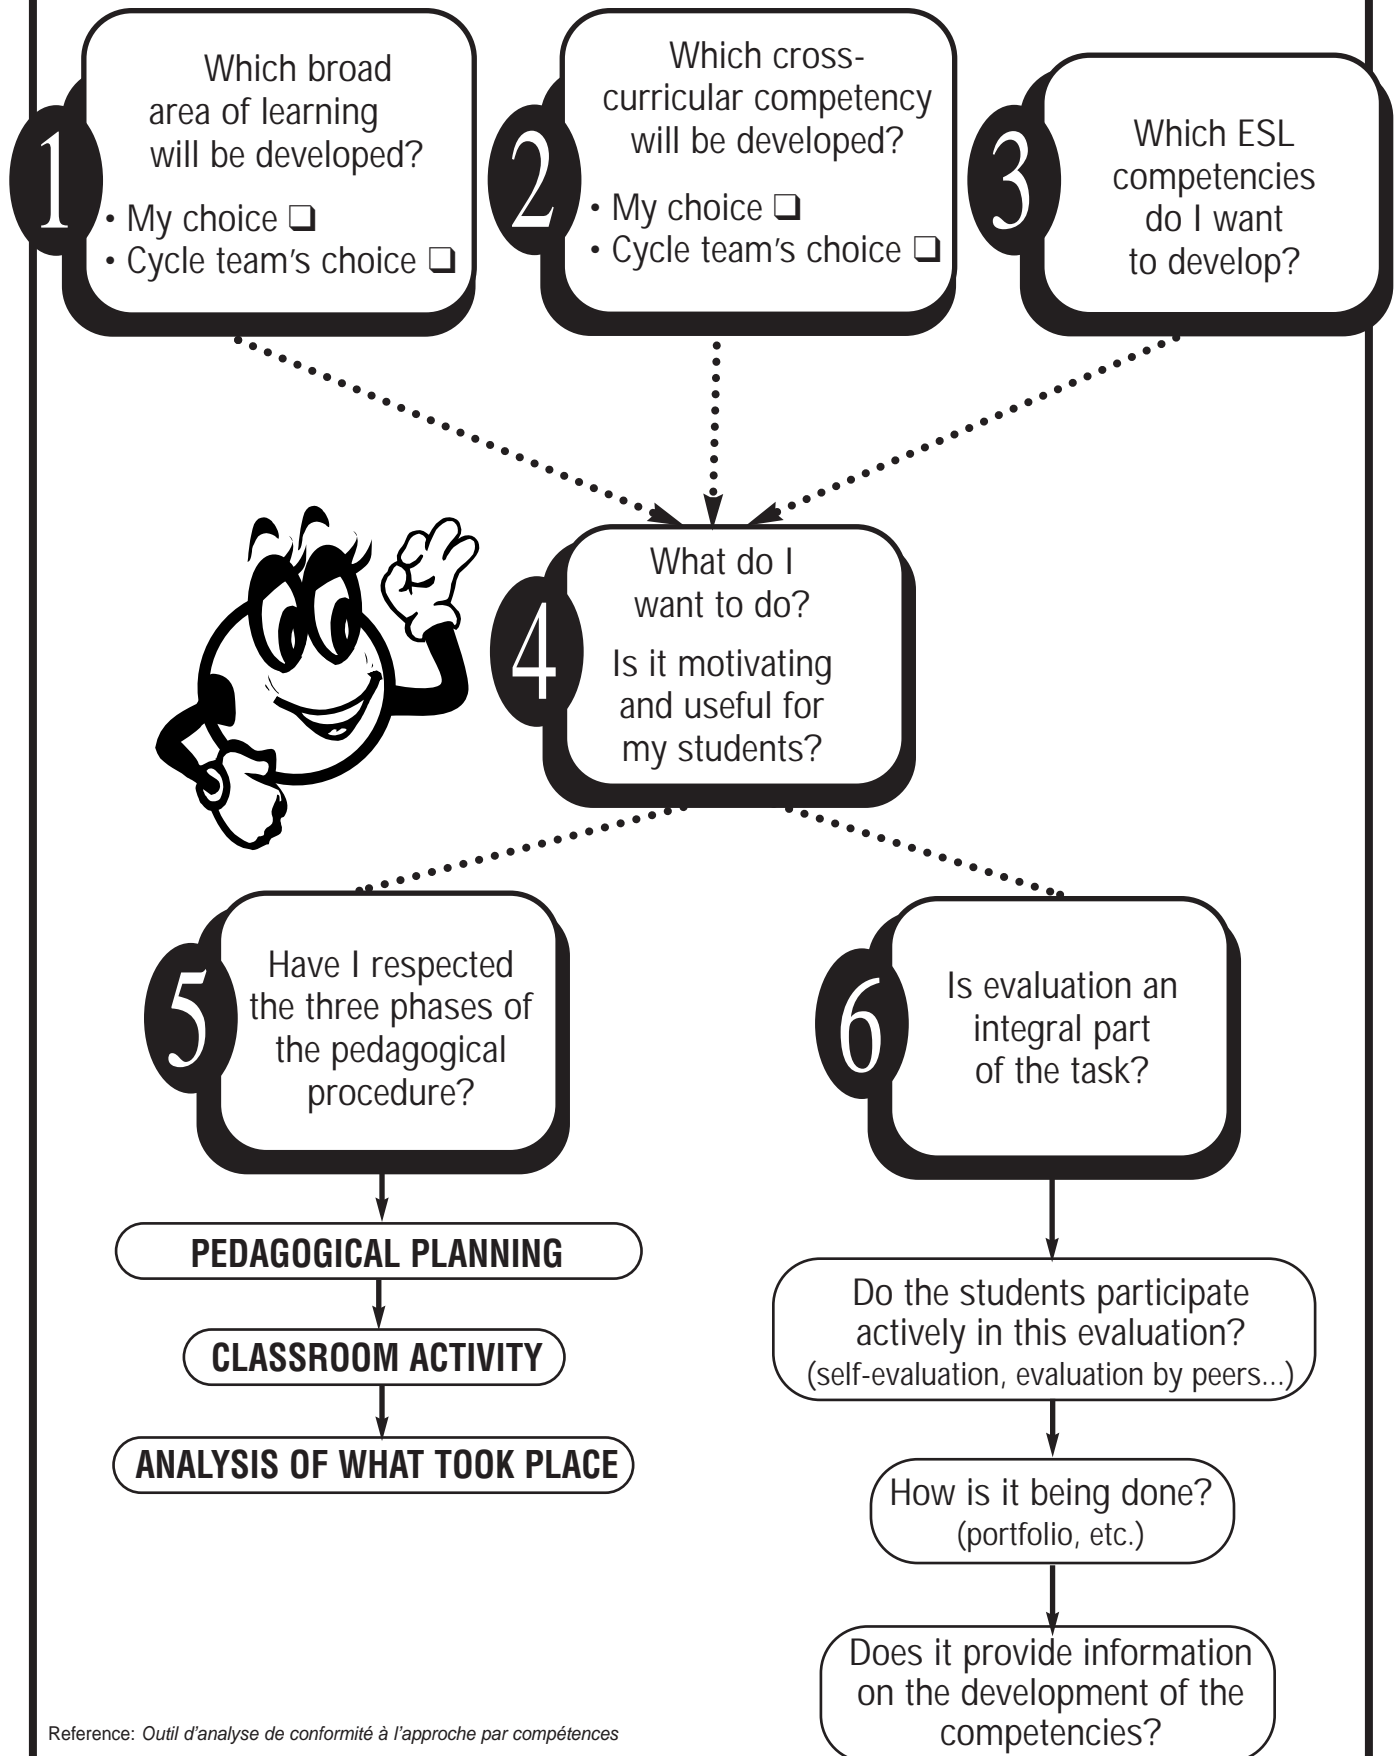 1
Which broad
area of learning
will be developed?
• My choice ❑
• Cycle team's choice ❑
2
Which cross-
curricular competency
will be developed?
• My choice ❑
• Cycle team's choice ❑
3
Which ESL
competencies
do I want
to develop?
4
What do I
want to do?
Is it motivating
and useful for
my students?
5
Have I respected
the three phases of
the pedagogical
procedure?
PEDAGOGICAL PLANNING
CLASSROOM ACTIVITY
ANALYSIS OF WHAT TOOK PLACE
6
Is evaluation an
integral part
of the task?
Do the students participate
actively in this evaluation?
(self-evaluation, evaluation by peers...)
How is it being done?
(portfolio, etc.)
Does it provide information
on the development of the
competencies?
Reference: Outil d'analyse de conformité à l'approche par compétences